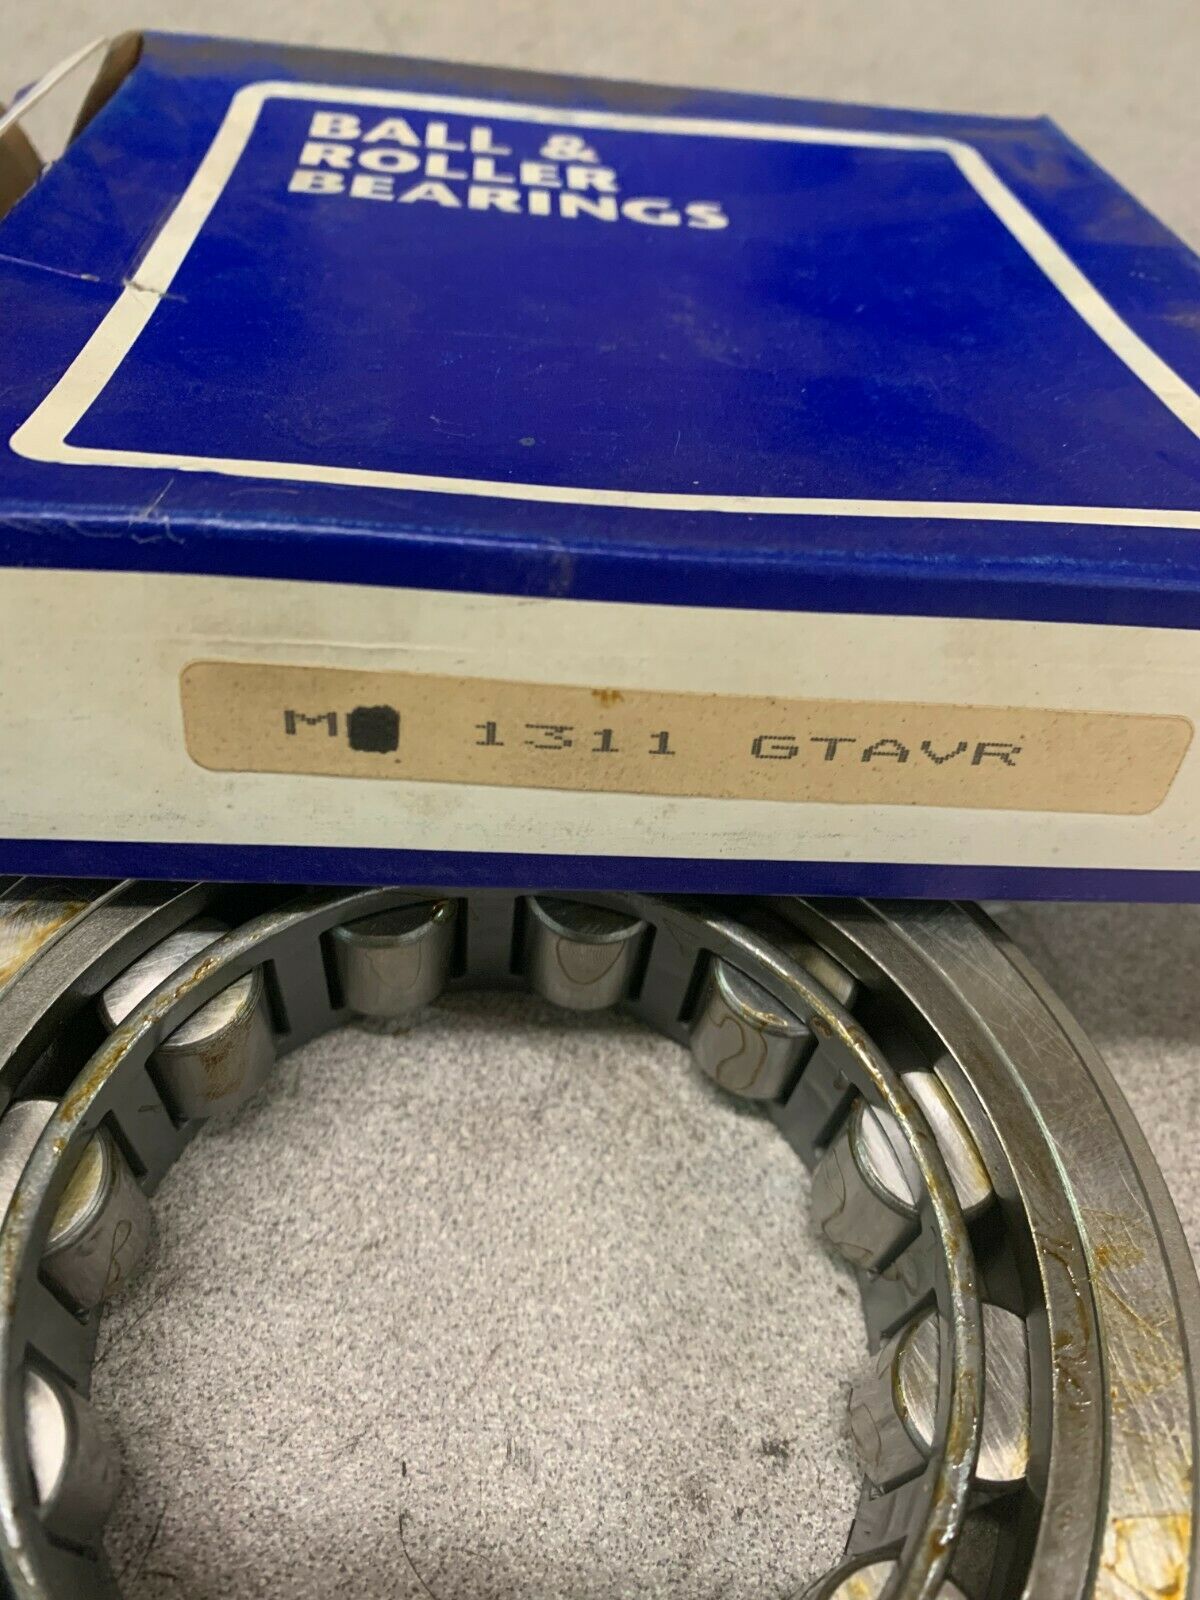 BALL &
ROLLER
BEARINGS
M 1311 GTAVR